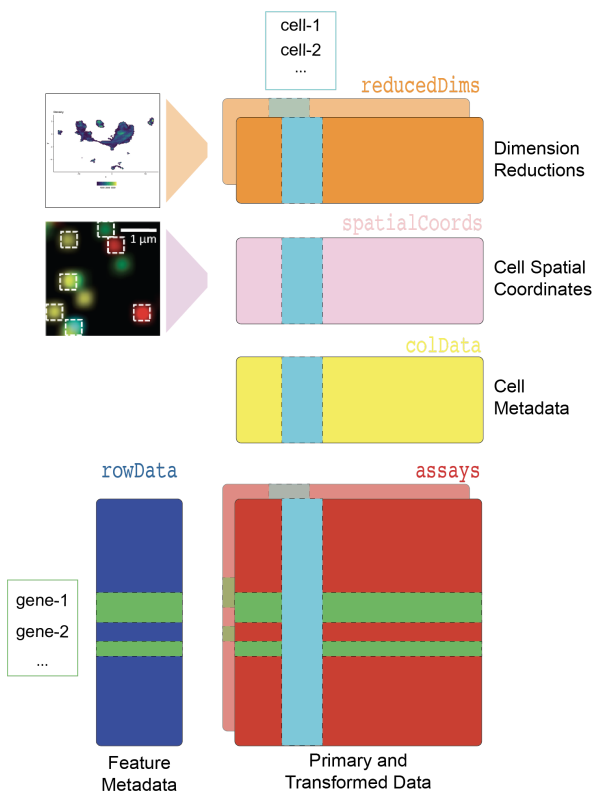 cell-1
cell-2
...
reducedDims
Dimension
Reductions
spatialCoords
1 μm
Cell Spatial
Coordinates
colData
Cell
Metadata
rowData
assays
gene-1
gene-2
...
Feature
Metadata
Primary and
Transformed Data